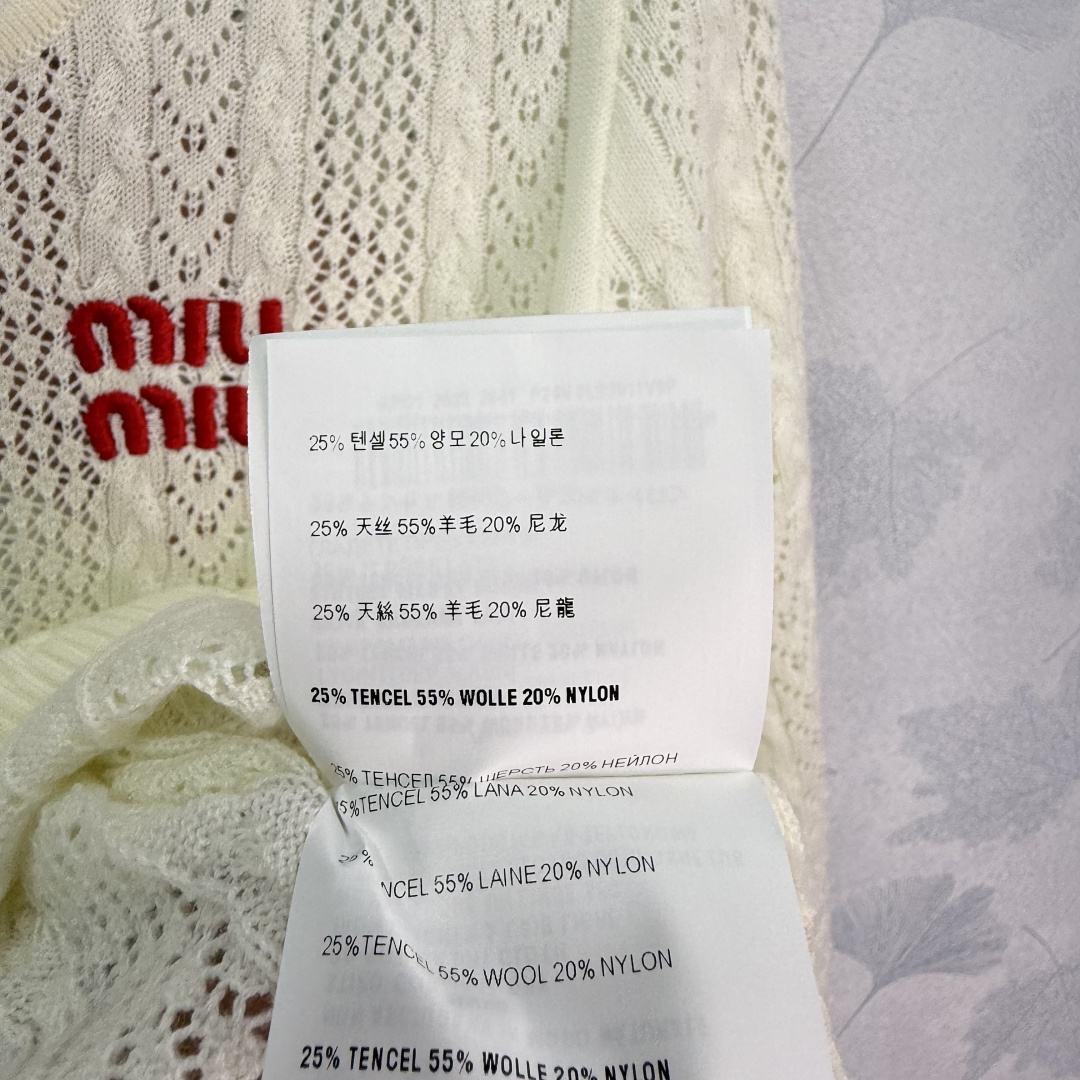 miu
miu
25% 텐셀 55% 양모 20% 나일론
25% 天丝 55% 羊毛 20% 尼龙
25% 天絲 55% 羊毛 20% 尼龍
25% TENCEL 55% WOLLE 20% NYLON
25% ТЕНСЕЛ 55% ШЕРСТЬ 20% НЕЙЛОН
25% TENCEL 55% LANA 20% NYLON
25% NCEL 55% LAINE 20% NYLON
25% TENCEL 55% WOOL 20% NYLON
25% TENCEL 55% WOLLE 20% NYLON